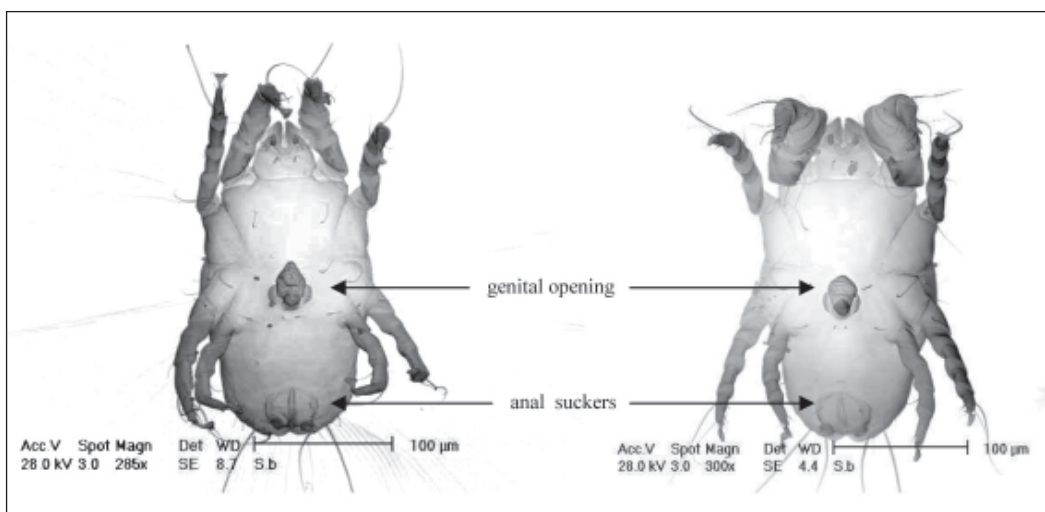 genital opening
anal suckers
Acc.V Spot Magn Det WD 100 µm
28.0 kV 3.0 285x SE 8.7 S.b
Acc.V Spot Magn Det WD 100 µm
28.0 kV 3.0 300x SE 4.4 S.b